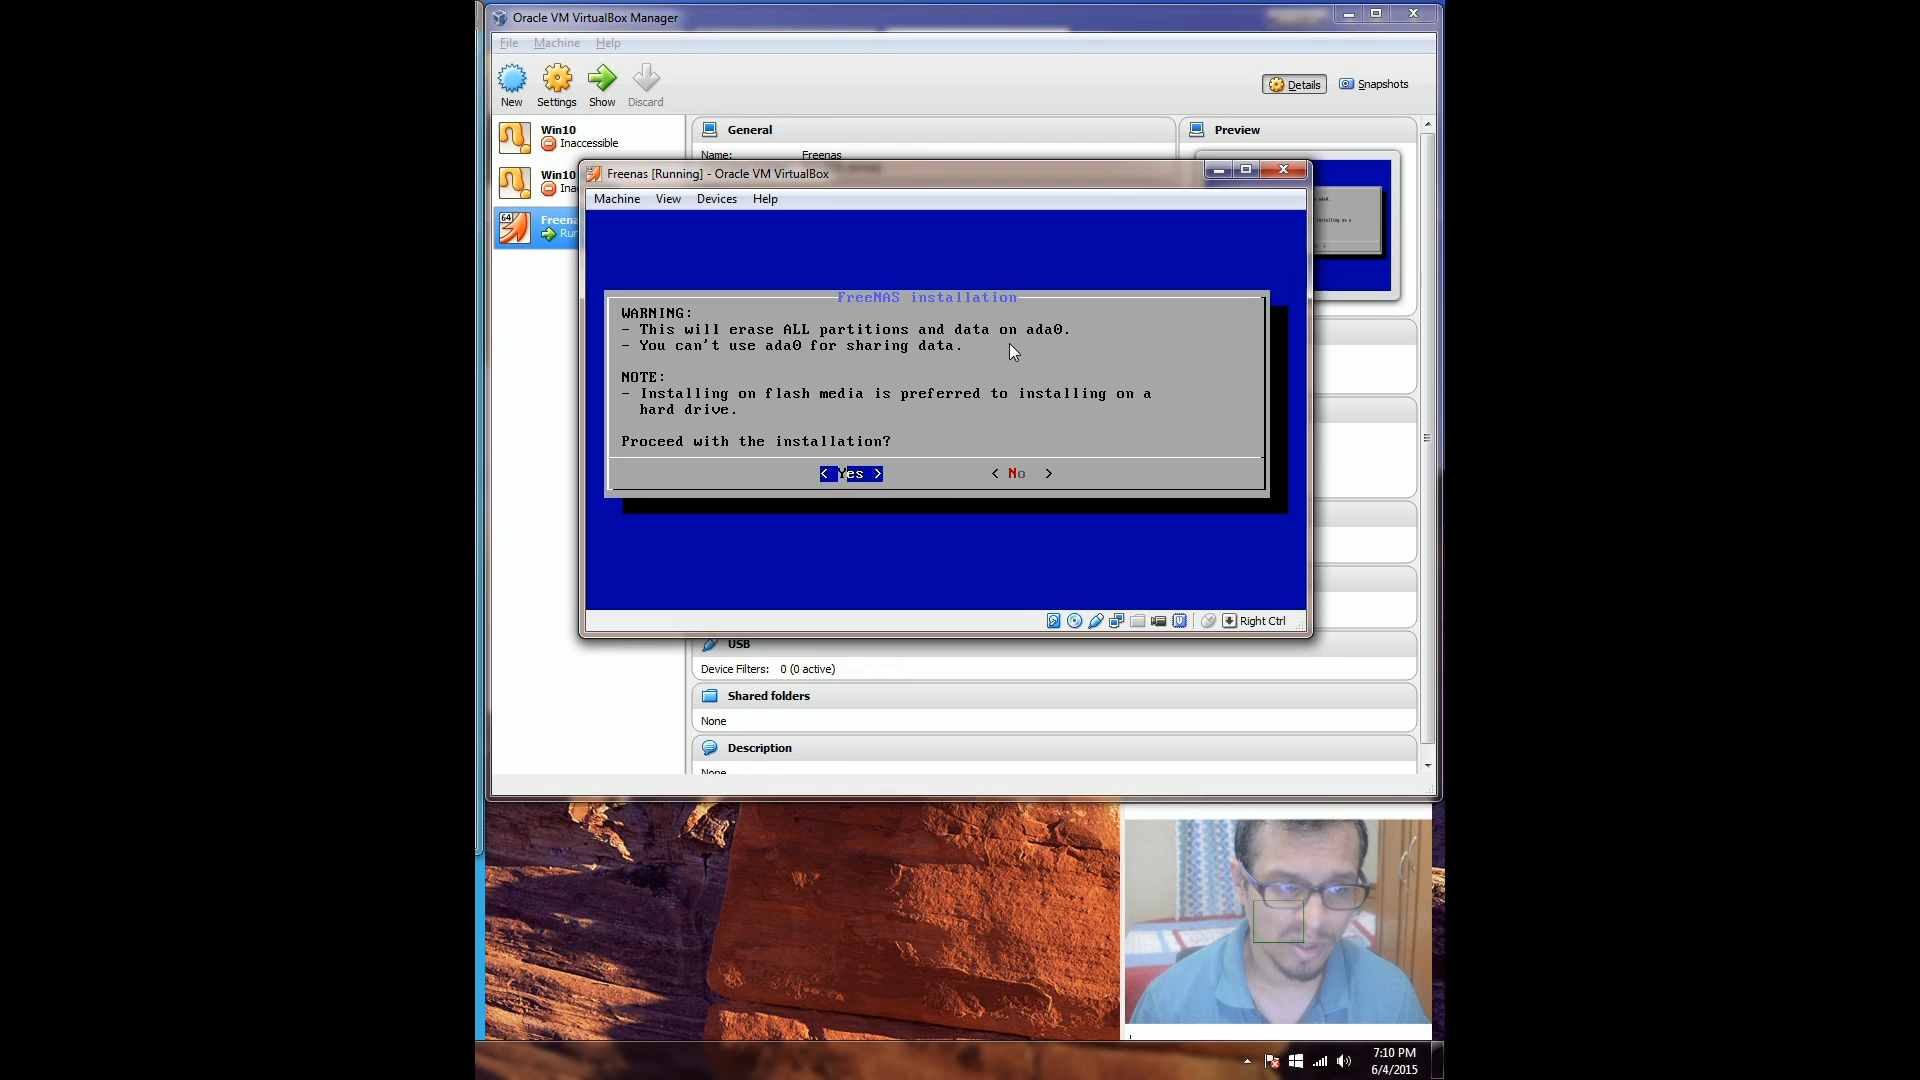 Oracle VM VirtualBox Manager
File Machine Help
New Settings Show Discard
Details Snapshots
Win10
Inaccessible
Win10
Ina
Freena
Run
General
Name: Freenas
Preview
Freenas [Running] - Oracle VM VirtualBox
Machine View Devices Help
FreeNAS installation
WARNING:
- This will erase ALL partitions and data on ada0.
- You can't use ada0 for sharing data.
NOTE:
- Installing on flash media is preferred to installing on a
hard drive.
Proceed with the installation?
< Yes > < No >
Right Ctrl
USB
Device Filters: 0 (0 active)
Shared folders
None
Description
None
7:10 PM
6/4/2015